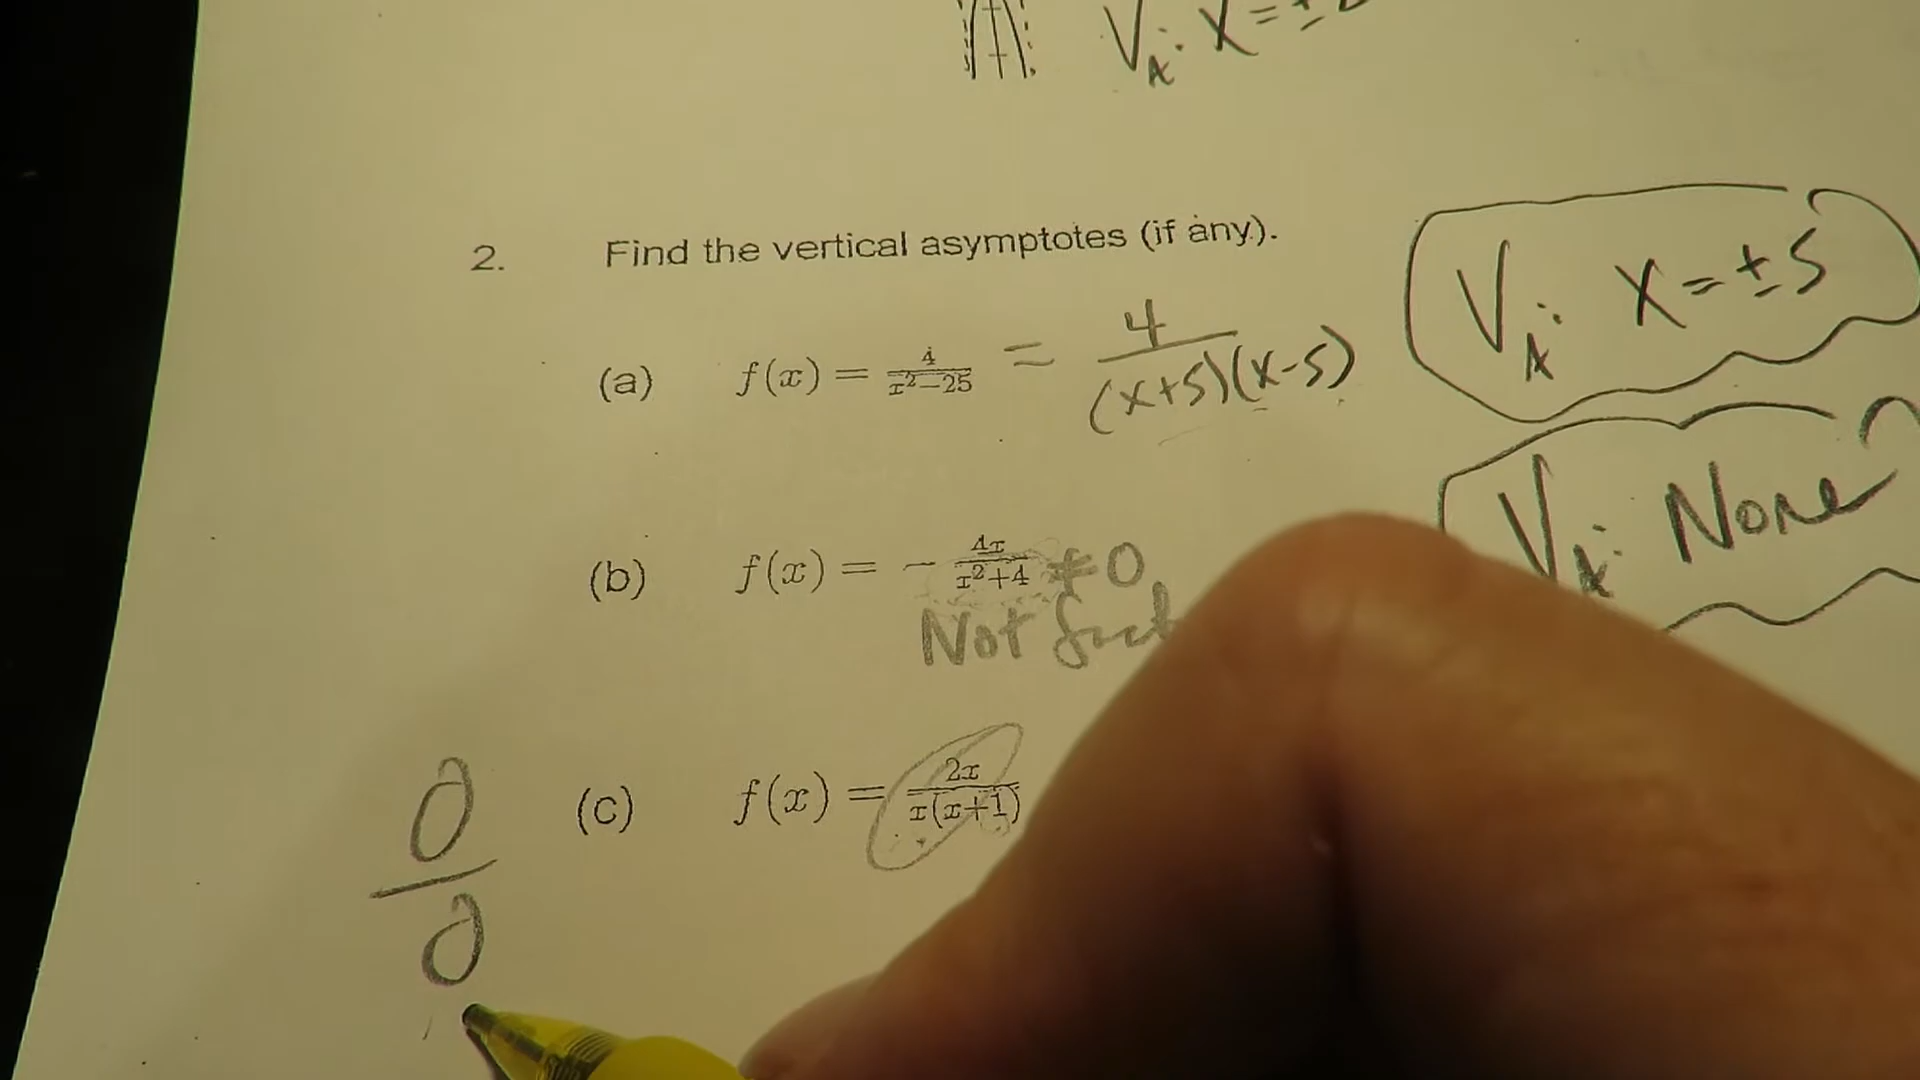 VA: X = ±
2. Find the vertical asymptotes (if any).
(a) f(x) = 4/(x²−25) = 4/((x+5)(x-5))
VA: X = ±5
(b) f(x) = − 4x/(x²+4) ≠ 0
Not
VA: None
(c) f(x) = 2x/(x(x+1))
0/0